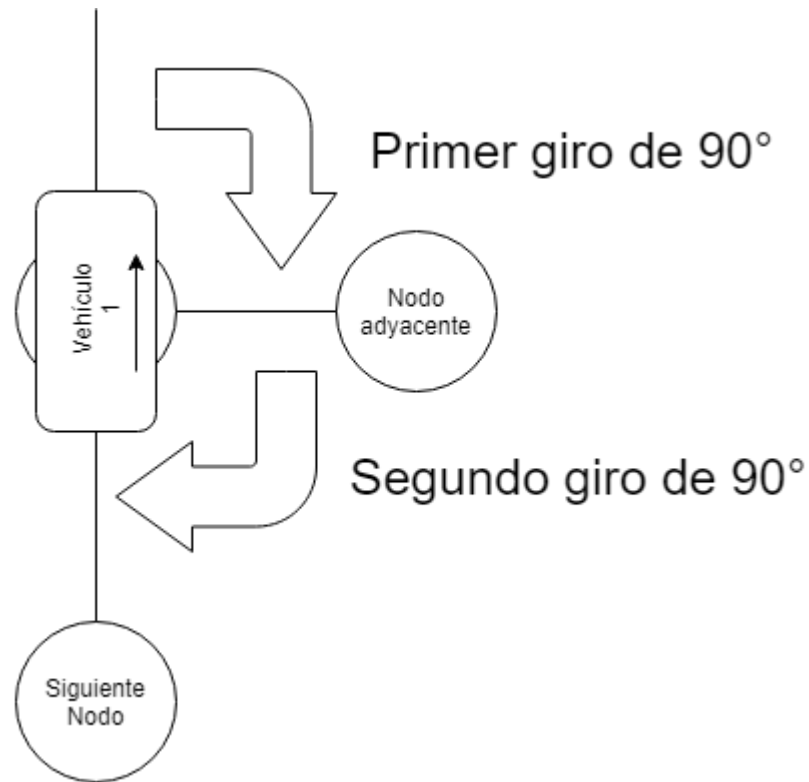 Primer giro de 90°
Vehículo
1
Nodo
adyacente
Segundo giro de 90°
Siguiente
Nodo